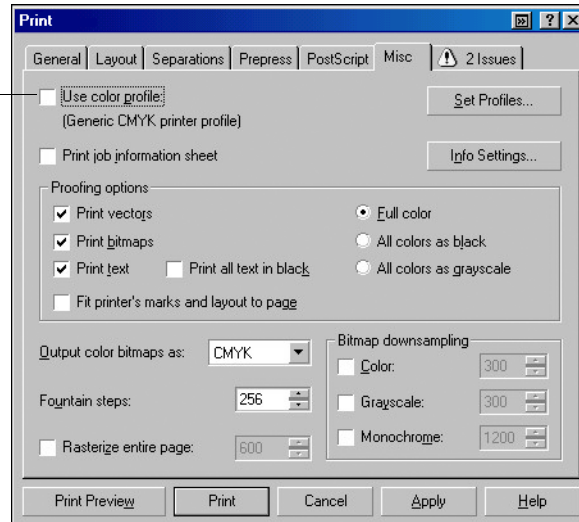 Print
General Layout Separations Prepress PostScript Misc 2 Issues
Use color profile:
(Generic CMYK printer profile)
Set Profiles...
Print job information sheet
Info Settings...
Proofing options
Print vectors
Full color
Print bitmaps
All colors as black
Print text Print all text in black
All colors as grayscale
Fit printer's marks and layout to page
Output color bitmaps as: CMYK
Bitmap downsampling
Color: 300
Fountain steps: 256
Grayscale: 300
Rasterize entire page: 600
Monochrome: 1200
Print Preview Print Cancel Apply Help